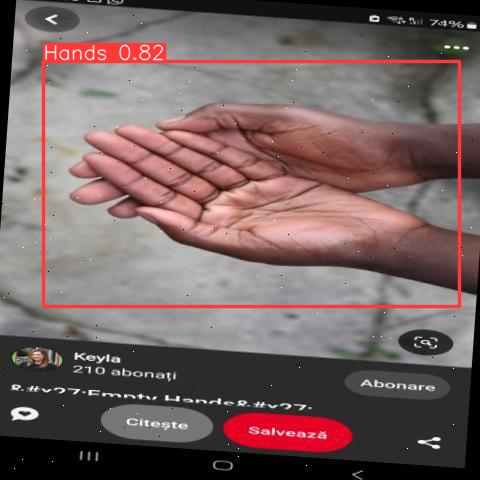 74%
Hands 0.82
Keyla
210 abonați
Abonare
&#x27;Empty Hands&#x27;
Citește
Salvează